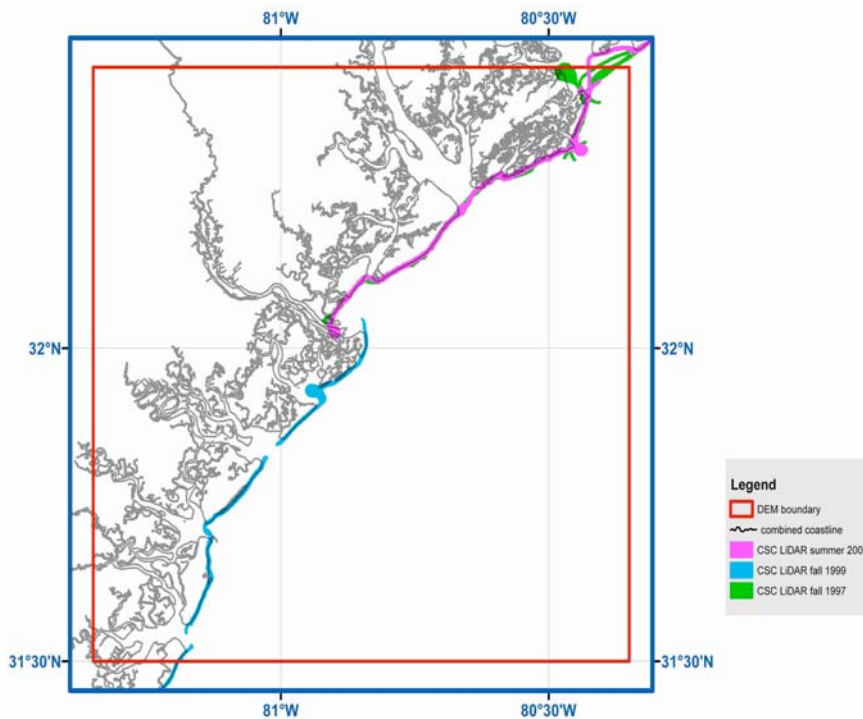 81°W 80°30'W
32°N 32°N
31°30'N 31°30'N
81°W 80°30'W
Legend
DEM boundary
combined coastline
CSC LiDAR summer 200
CSC LiDAR fall 1999
CSC LiDAR fall 1997